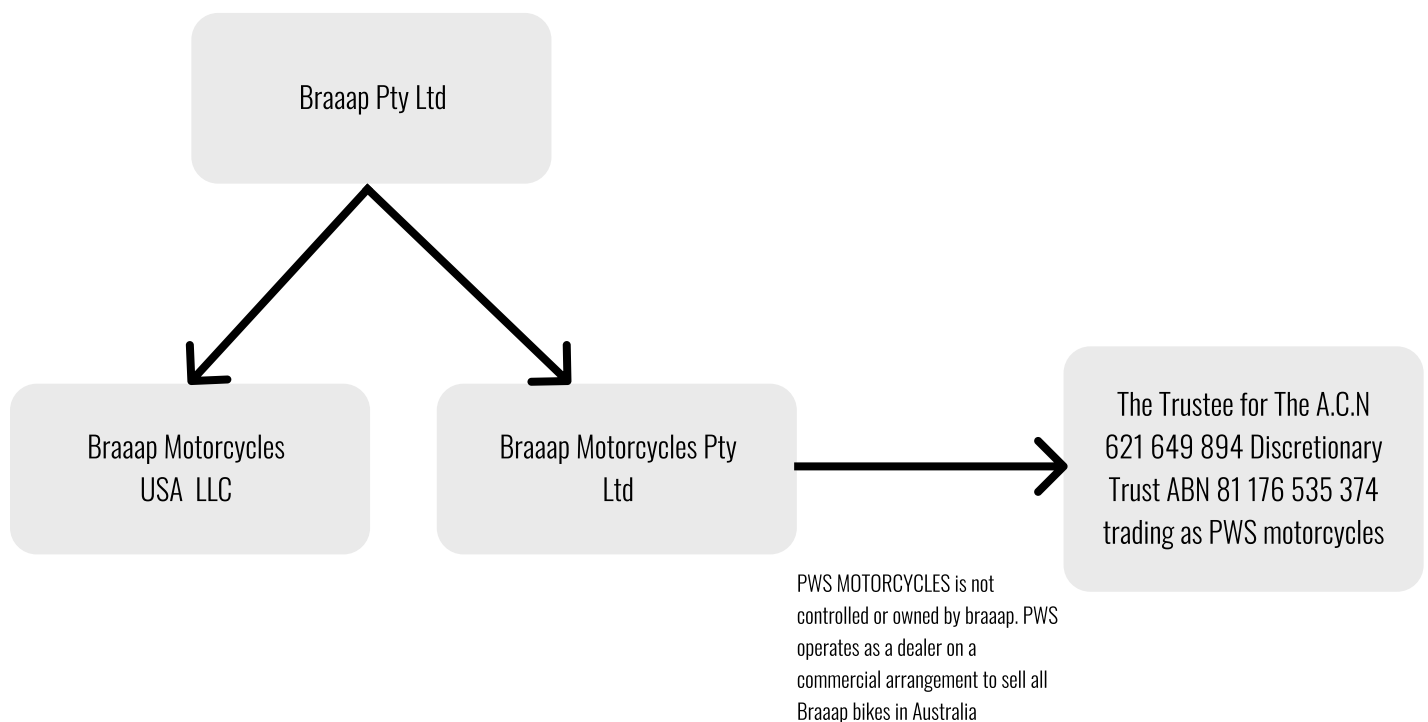 Braaap Pty Ltd
Braaap Motorcycles
USA LLC
Braaap Motorcycles Pty
Ltd
The Trustee for The A.C.N
621 649 894 Discretionary
Trust ABN 81 176 535 374
trading as PWS motorcycles
PWS MOTORCYCLES is not
controlled or owned by braaap. PWS
operates as a dealer on a
commercial arrangement to sell all
Braaap bikes in Australia